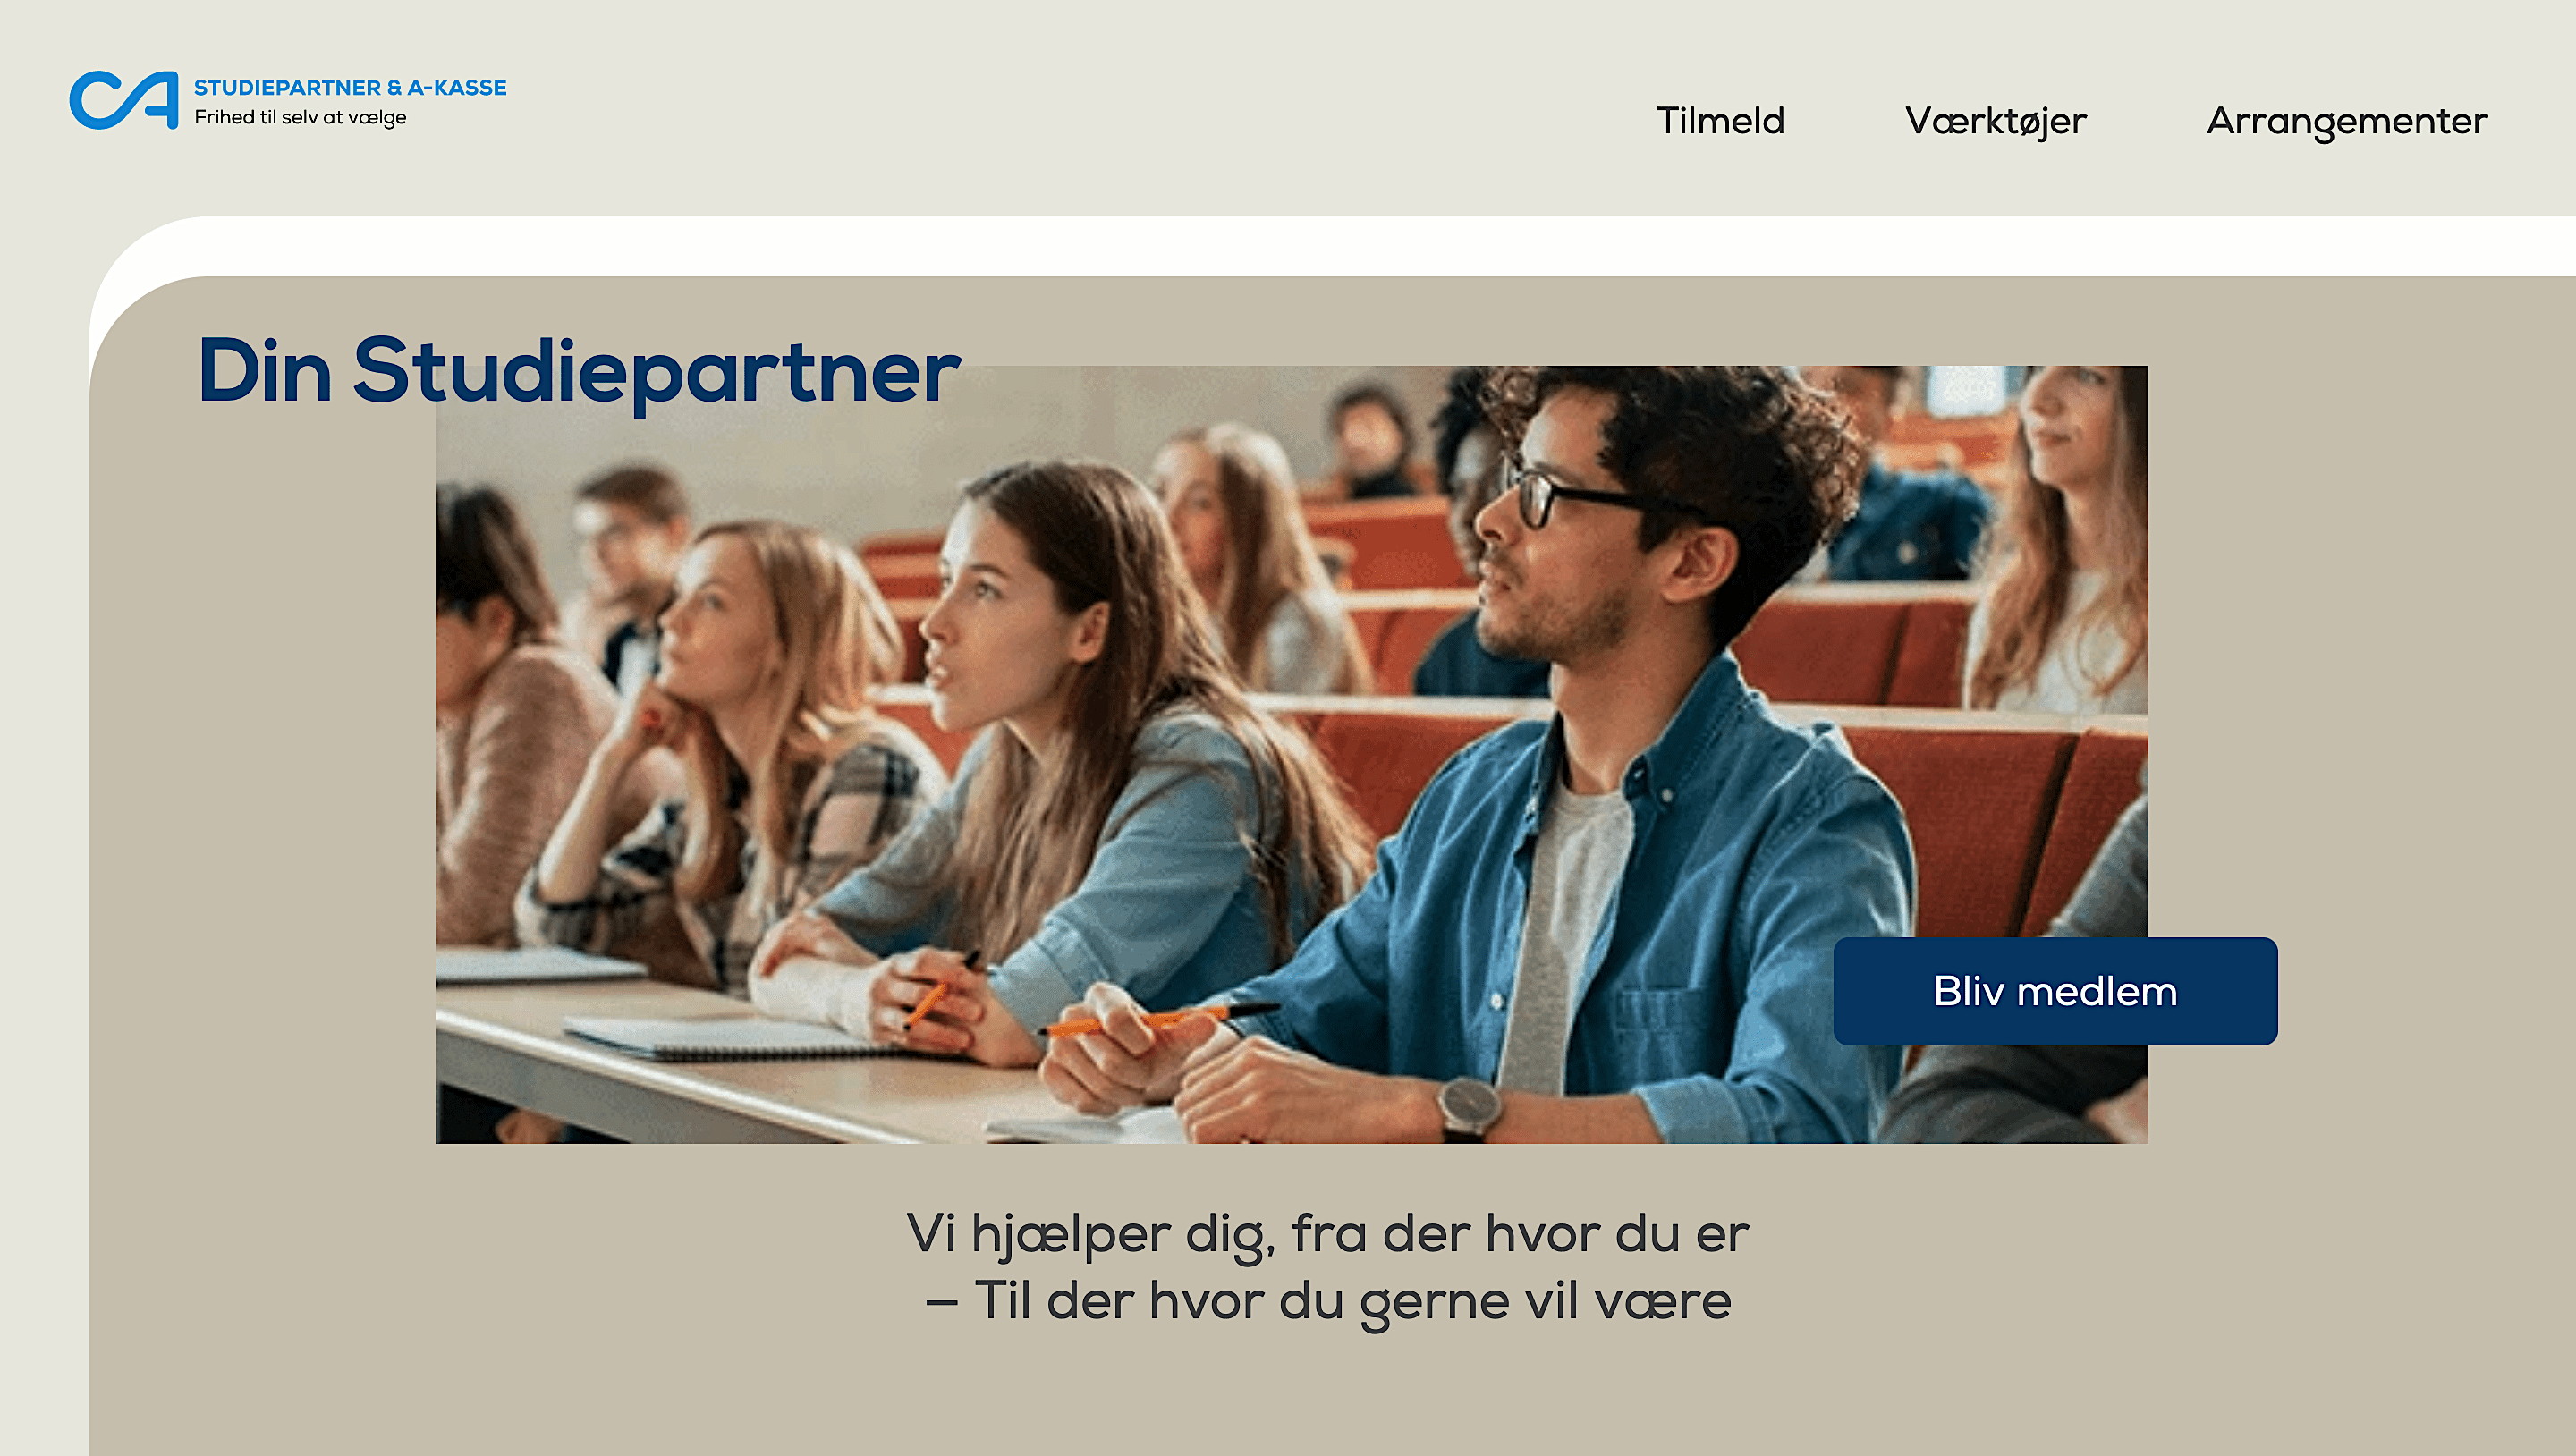 CA
STUDIEPARTNER & A-KASSE
Frihed til selv at vælge
Tilmeld
Værktøjer
Arrangementer
Din Studiepartner
Bliv medlem
Vi hjælper dig, fra der hvor du er
– Til der hvor du gerne vil være